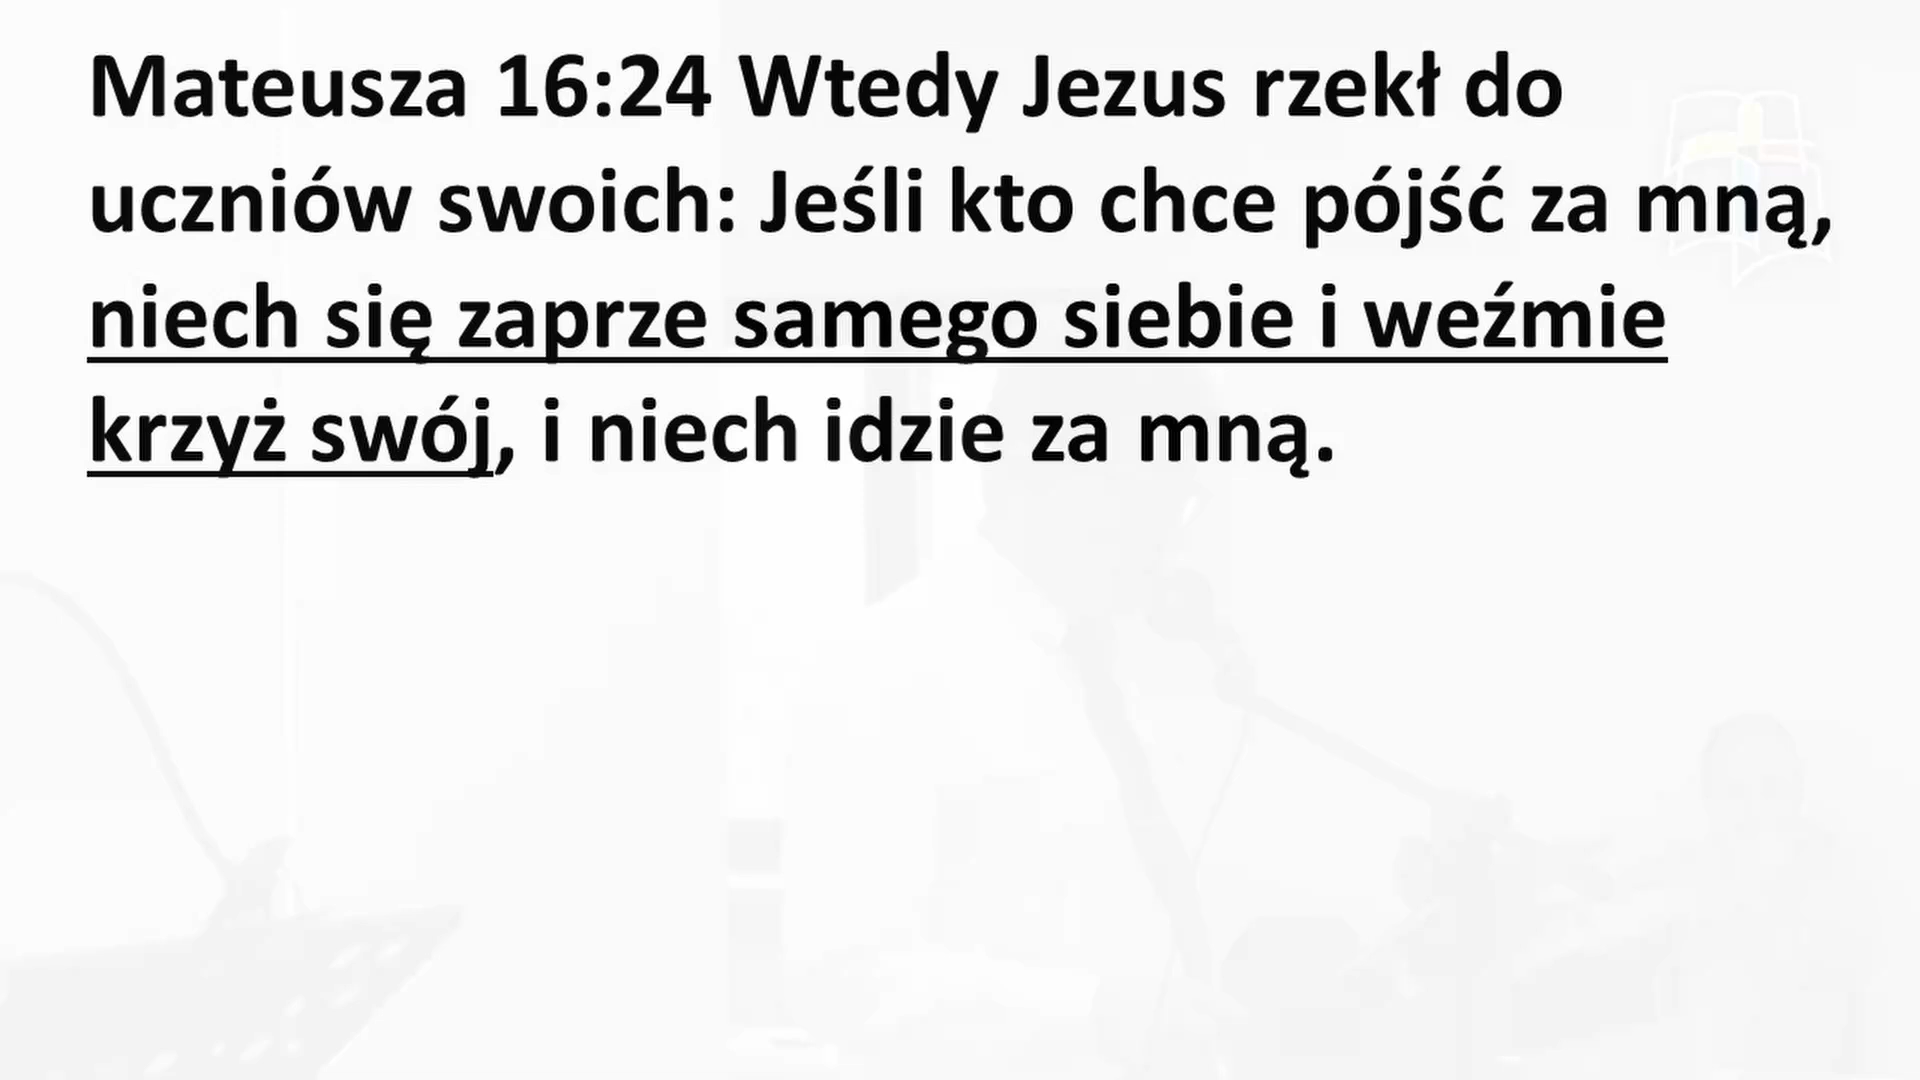 Mateusza 16:24 Wtedy Jezus rzekł do
uczniów swoich: Jeśli kto chce pójść za mną,
niech się zaprze samego siebie i weźmie
krzyż swój, i niech idzie za mną.